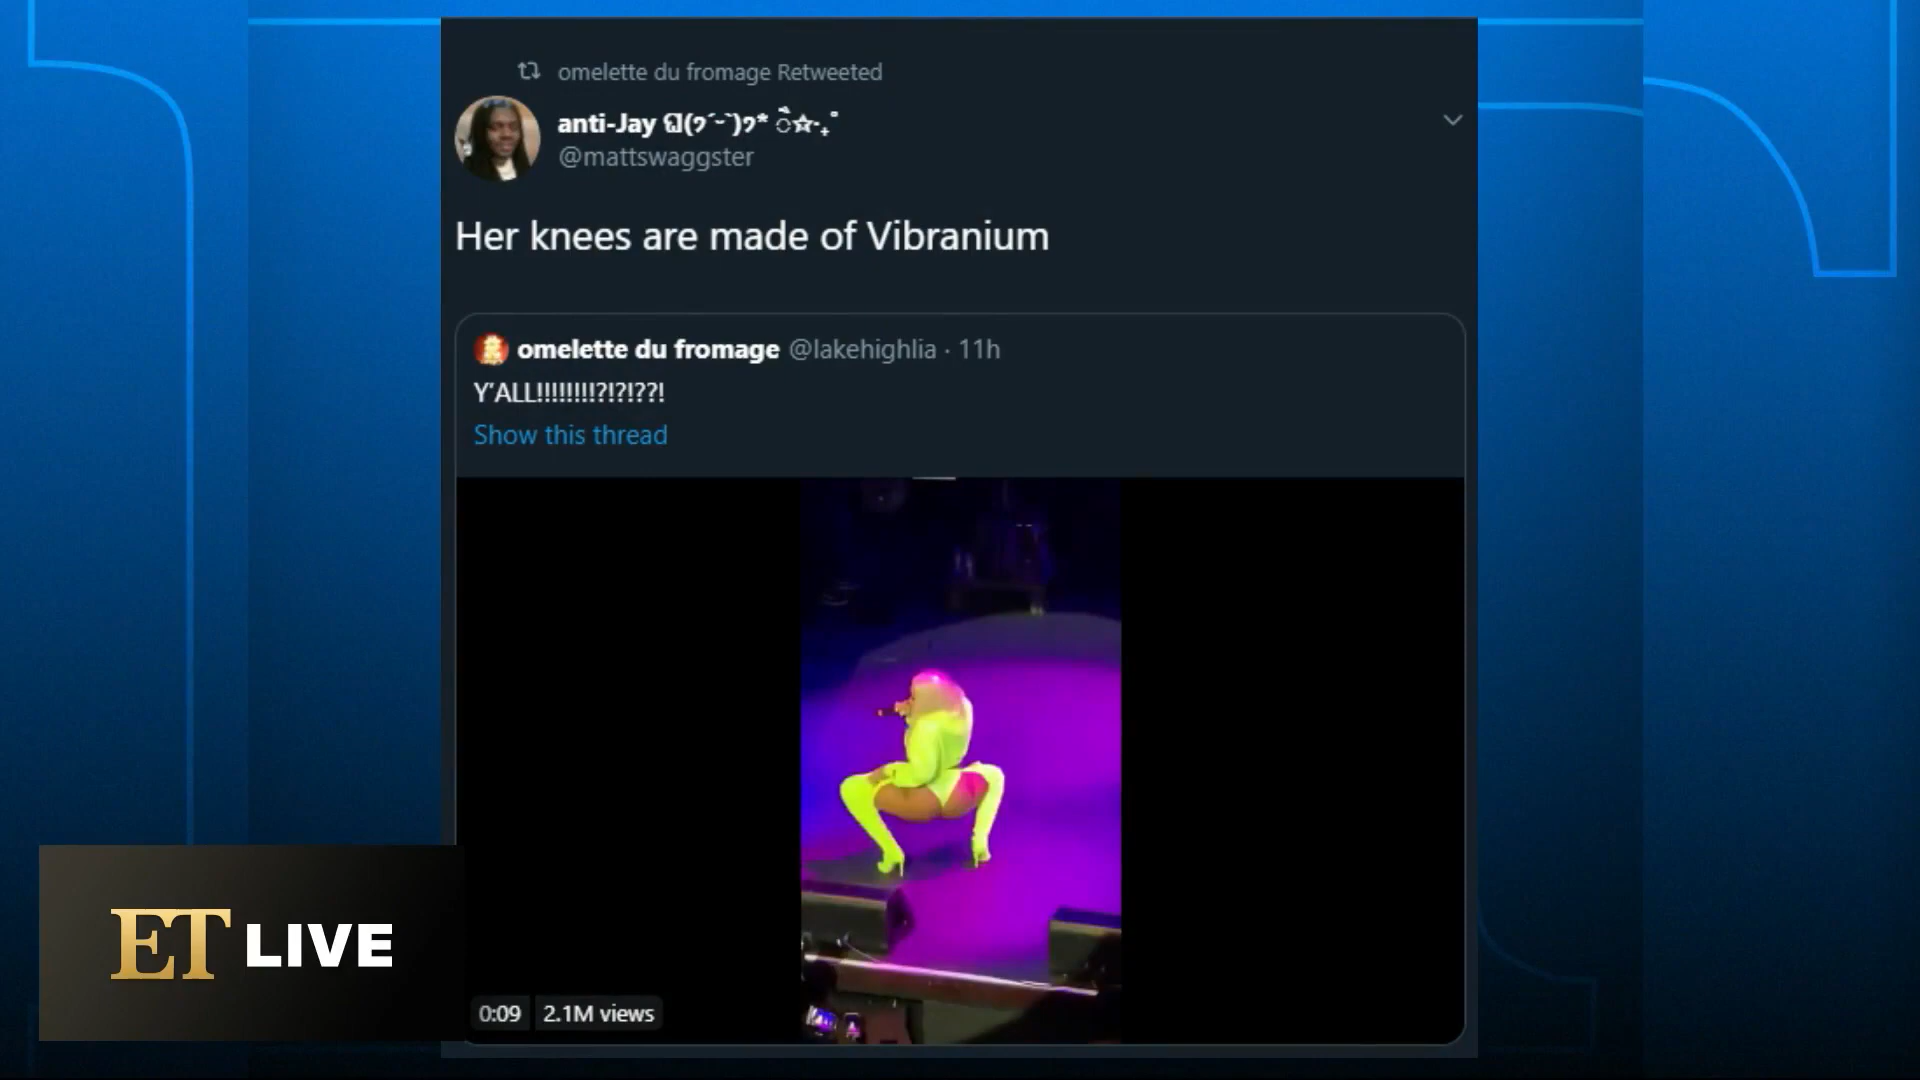 omelette du fromage Retweeted
anti-Jay
@mattswaggster
Her knees are made of Vibranium
omelette du fromage @lakehighlia · 11h
Y'ALL!!!!!!!!?!?!??!
Show this thread
0:09 2.1M views
ET LIVE